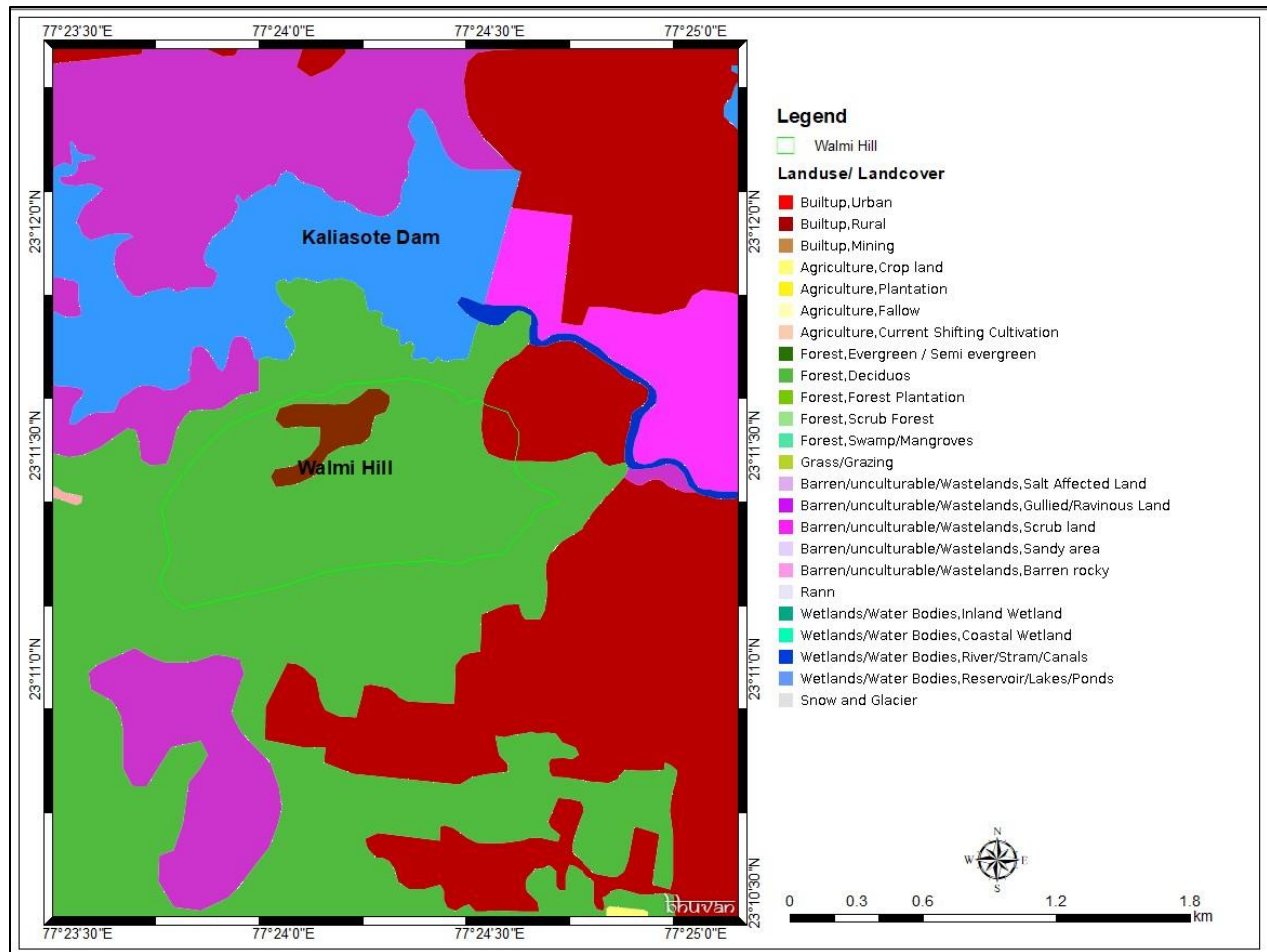 77°23'30"E
77°24'0"E
77°24'30"E
77°25'0"E
23°12'0"N
23°12'0"N
Kaliasote Dam
23°11'30"N
23°11'30"N
Walmi Hill
23°11'0"N
23°11'0"N
23°10'30"N
bhuvan
77°23'30"E
77°24'0"E
77°24'30"E
77°25'0"E
Legend
Walmi Hill
Landuse/ Landcover
Builtup,Urban
Builtup,Rural
Builtup,Mining
Agriculture,Crop land
Agriculture,Plantation
Agriculture,Fallow
Agriculture,Current Shifting Cultivation
Forest,Evergreen / Semi evergreen
Forest,Deciduos
Forest,Forest Plantation
Forest,Scrub Forest
Forest,Swamp/Mangroves
Grass/Grazing
Barren/unculturable/Wastelands,Salt Affected Land
Barren/unculturable/Wastelands,Gullied/Ravinous Land
Barren/unculturable/Wastelands,Scrub land
Barren/unculturable/Wastelands,Sandy area
Barren/unculturable/Wastelands,Barren rocky
Rann
Wetlands/Water Bodies,Inland Wetland
Wetlands/Water Bodies,Coastal Wetland
Wetlands/Water Bodies,River/Stram/Canals
Wetlands/Water Bodies,Reservoir/Lakes/Ponds
Snow and Glacier
N
W E
S
0 0.3 0.6 1.2 1.8
km